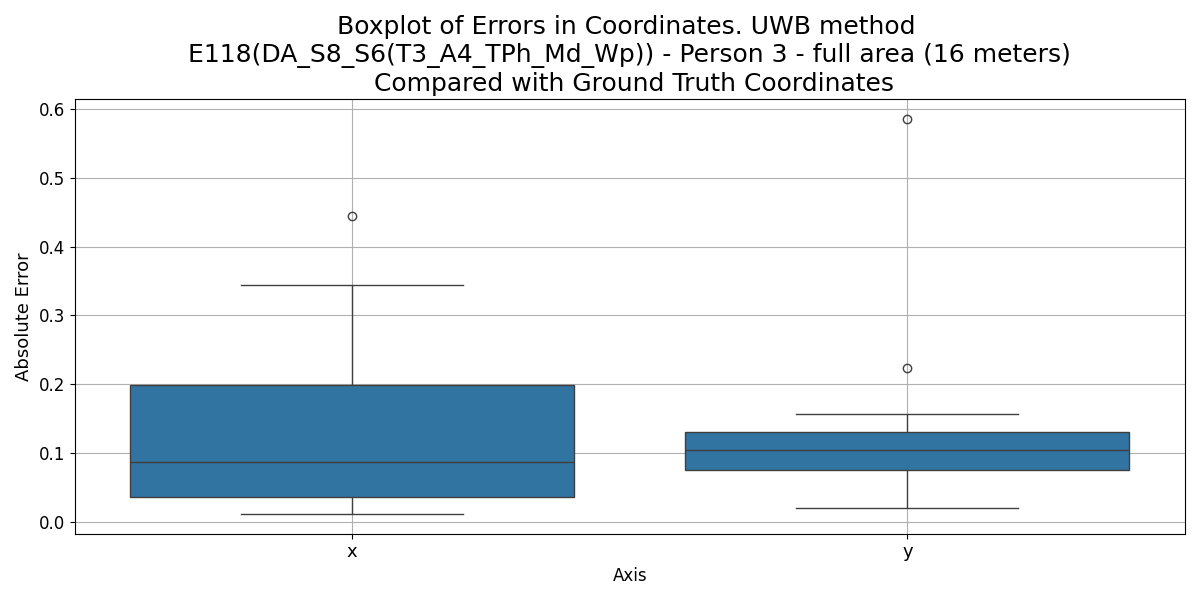 Boxplot of Errors in Coordinates. UWB method
E118(DA_S8_S6(T3_A4_TPh_Md_Wp)) - Person 3 - full area (16 meters)
Compared with Ground Truth Coordinates
0.6
0.5
0.4
0.3
0.2
0.1
0.0
Absolute Error
x
y
Axis